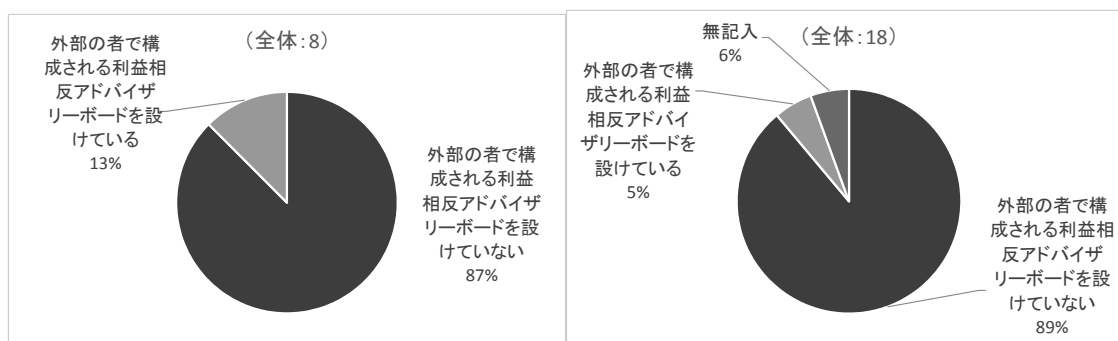 （全体：8）
外部の者で構
成される利益相
反アドバイザ
リーボードを設
けている
13%
外部の者で構
成される利益
相反アドバイザ
リーボードを設
けていない
87%
（全体：18）
無記入
6%
外部の者で構
成される利益
相反アドバイ
ザリーボードを
設けている
5%
外部の者で構
成される利益相
反アドバイザ
リーボードを設
けていない
89%